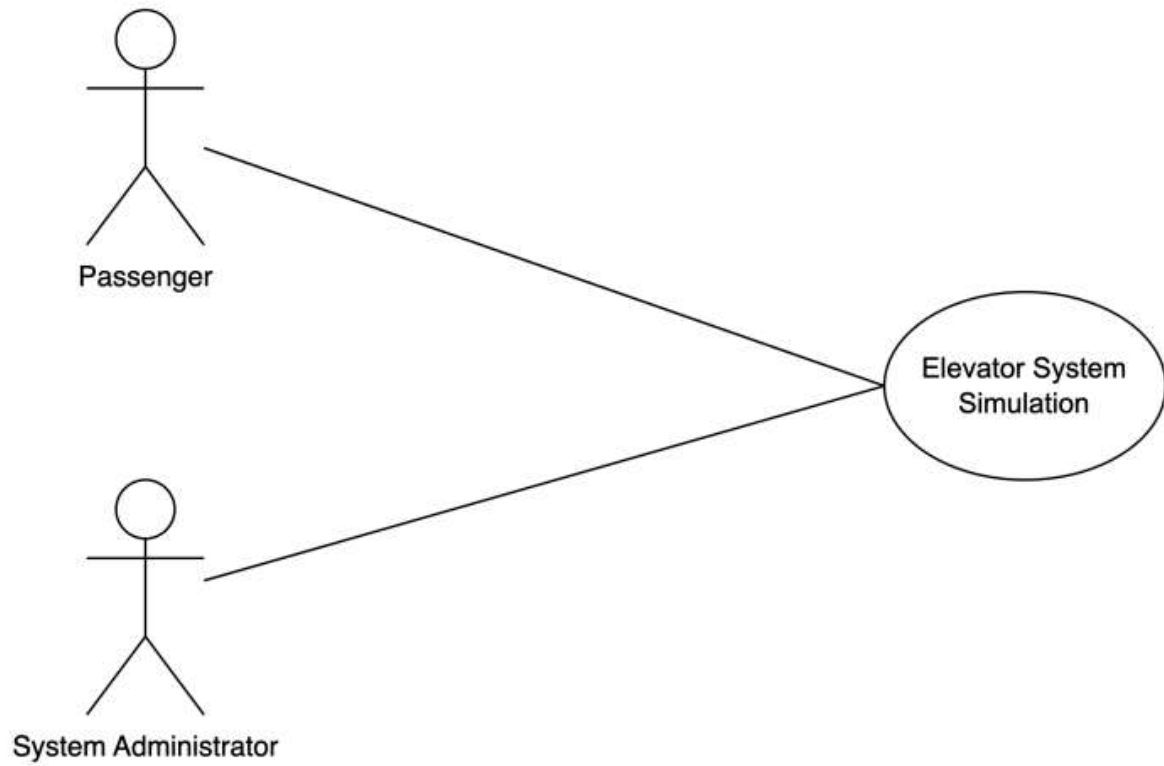 Passenger
Elevator System
Simulation
System Administrator